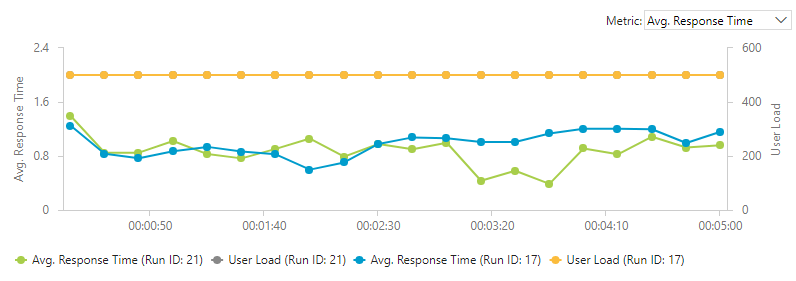 Metric: Avg. Response Time
2.4
600
1.6
400
0.8
200
0
0
Avg. Response Time
User Load
00:00:50
00:01:40
00:02:30
00:03:20
00:04:10
00:05:00
Avg. Response Time (Run ID: 21)
User Load (Run ID: 21)
Avg. Response Time (Run ID: 17)
User Load (Run ID: 17)